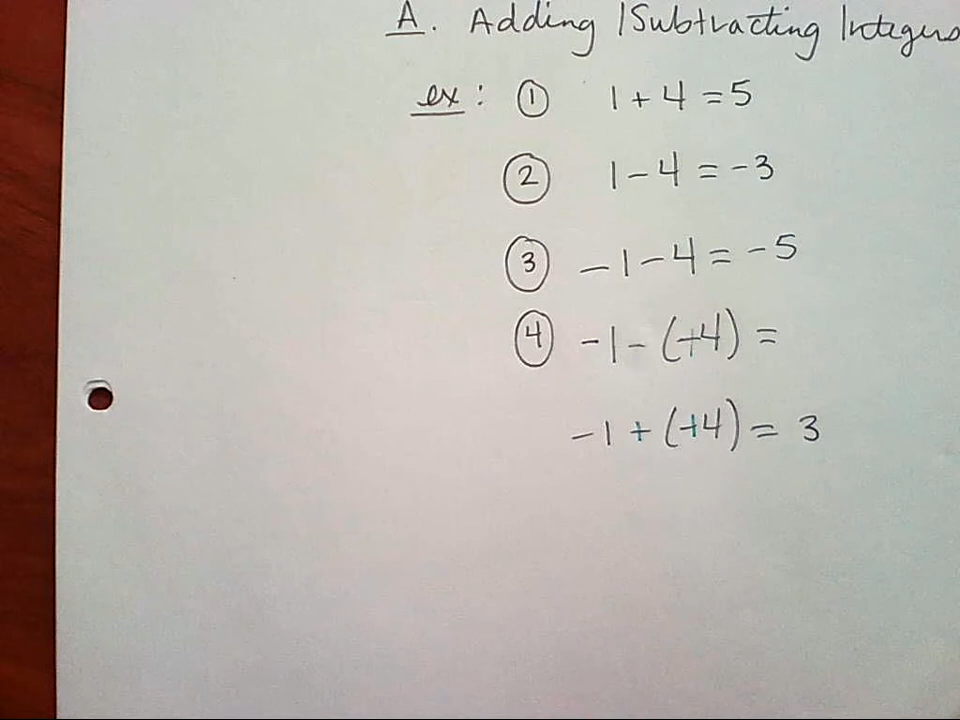 A. Adding /Subtracting Integers
ex: ① 1 + 4 = 5
② 1 - 4 = -3
③ -1 - 4 = -5
④ -1 - (+4) =
-1 + (+4) = 3